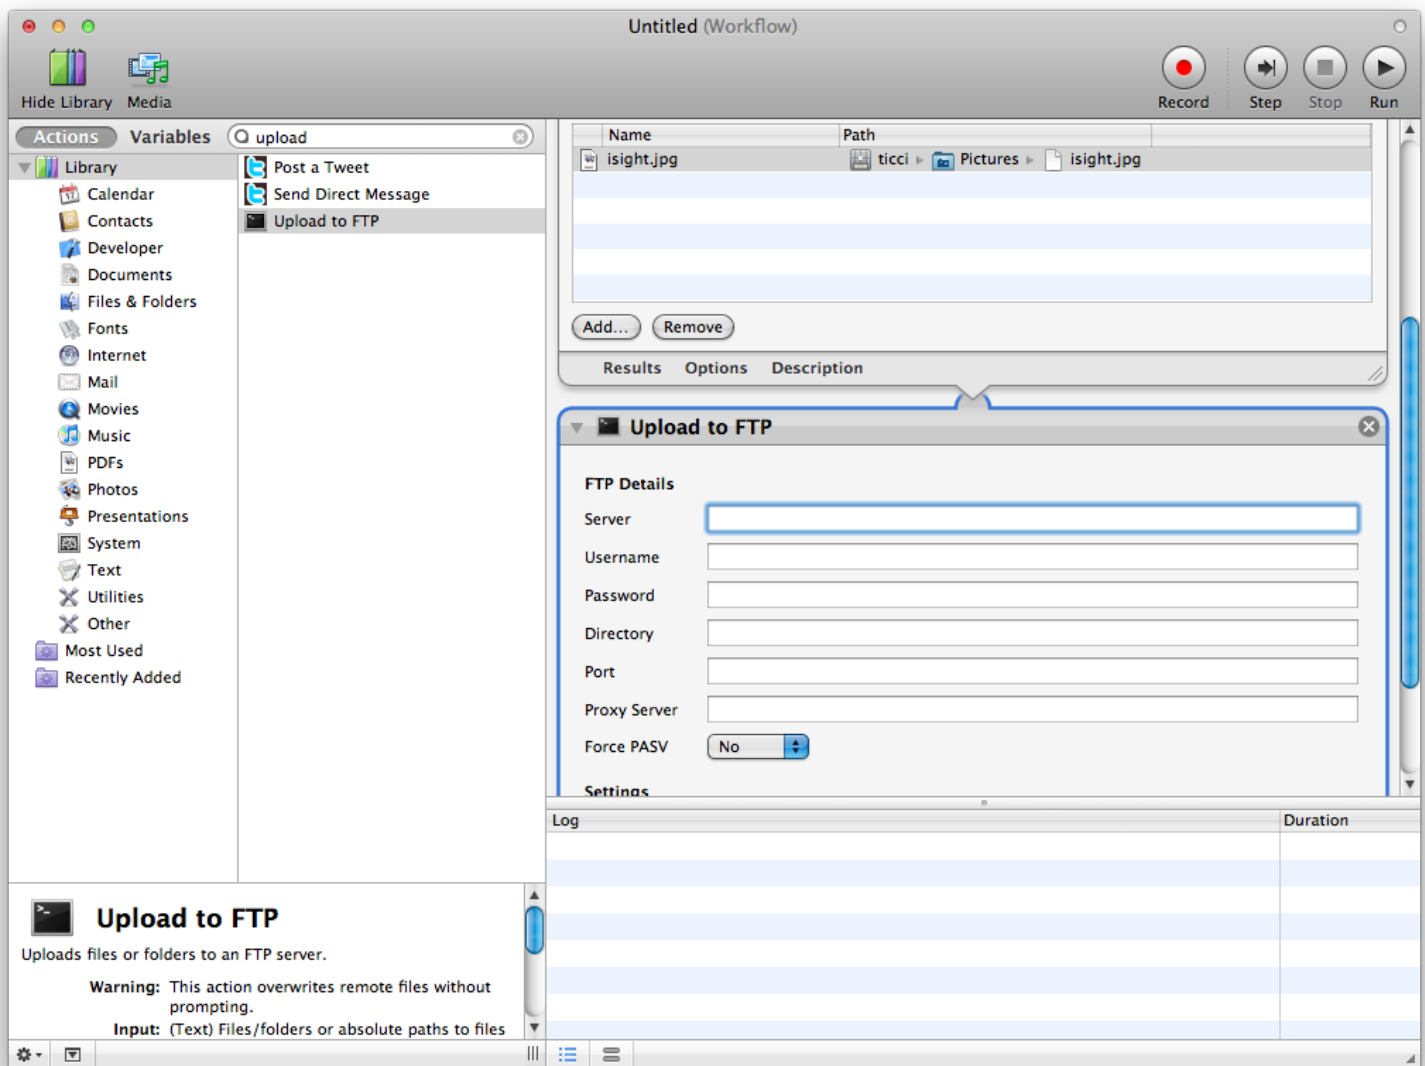 Untitled (Workflow)
Hide Library
Media
Record
Step
Stop
Run
Actions
Variables
upload
Library
Calendar
Contacts
Developer
Documents
Files & Folders
Fonts
Internet
Mail
Movies
Music
PDFs
Photos
Presentations
System
Text
Utilities
Other
Most Used
Recently Added
Post a Tweet
Send Direct Message
Upload to FTP
Name Path
isight.jpg ticci Pictures isight.jpg
Add...
Remove
Results
Options
Description
Upload to FTP
FTP Details
Server
Username
Password
Directory
Port
Proxy Server
Force PASV No
Settings
Log Duration
Upload to FTP
Uploads files or folders to an FTP server.
Warning: This action overwrites remote files without
prompting.
Input: (Text) Files/folders or absolute paths to files